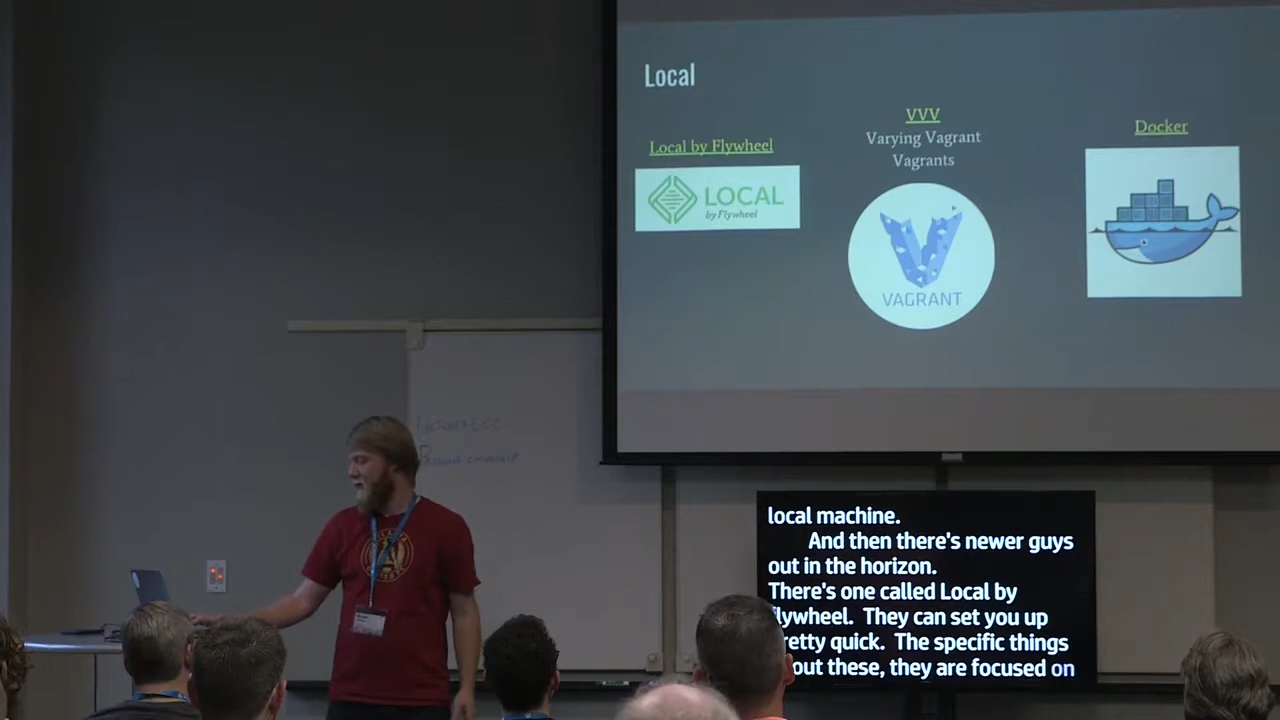 Local
Local by Flywheel
LOCAL
by Flywheel
VVV
Varying Vagrant
Vagrants
VAGRANT
Docker
local machine.
And then there's newer guys
out in the horizon.
There's one called Local by
lywheel. They can set you up
retty quick. The specific things
out these, they are focused on